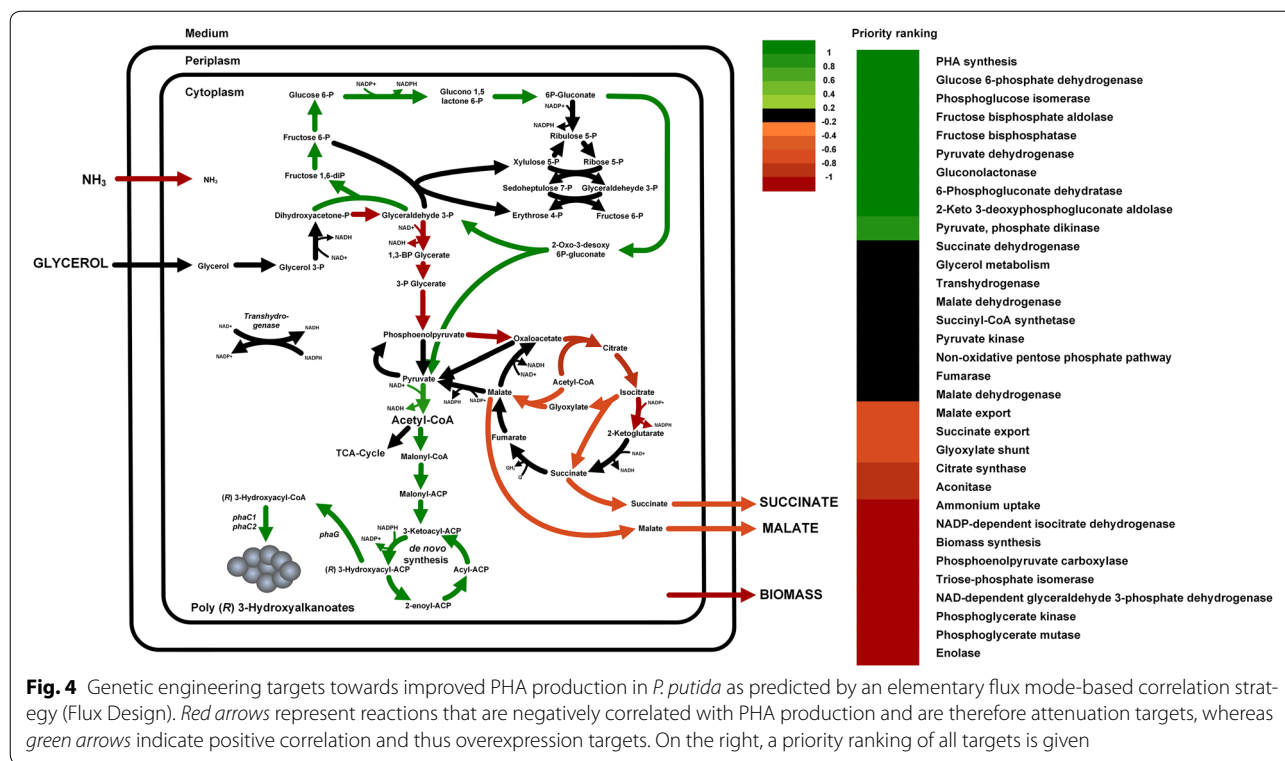 Medium
Periplasm
Cytoplasm
NH3
NH3
GLYCEROL
Glycerol
Glycerol 3-P
NADH
NAD+
Dihydroxyacetone-P
Fructose 1,6-diP
Fructose 6-P
Glucose 6-P
NADP+
NADPH
Glucono 1,5
lactone 6-P
6P-Gluconate
NADP+
NADPH
Ribulose 5-P
Xylulose 5-P
Ribose 5-P
Sedoheptulose 7-P
Glyceraldeheyde 3-P
Erythrose 4-P
Fructose 6-P
Glyceraldehyde 3-P
NAD+
NADH
1,3-BP Glycerate
3-P Glycerate
2-Oxo-3-desoxy
6P-gluconate
Transhydro-
genase
NAD+
NADH
NADP+
NADPH
Phosphoenolpyruvate
Oxaloacetate
Citrate
NADH
NAD+
Acetyl-CoA
Isocitrate
NADP+
NADPH
Pyruvate
NAD+
NADH
NADPH
NADP+
Malate
Glyoxylate
2-Ketoglutarate
NAD+
NADH
Acetyl-CoA
TCA-Cycle
Fumarate
QH2
Q
Succinate
Malonyl-CoA
Malonyl-ACP
3-Ketoacyl-ACP
NADPH
NADP+
de novo
synthesis
(R) 3-Hydroxyacyl-CoA
phaC1
phaC2
phaG
(R) 3-Hydroxyacyl-ACP
Acyl-ACP
2-enoyl-ACP
Poly (R) 3-Hydroxyalkanoates
Succinate
SUCCINATE
Malate
MALATE
BIOMASS
1
0.8
0.6
0.4
0.2
-0.2
-0.4
-0.6
-0.8
-1
Priority ranking
PHA synthesis
Glucose 6-phosphate dehydrogenase
Phosphoglucose isomerase
Fructose bisphosphate aldolase
Fructose bisphosphatase
Pyruvate dehydrogenase
Gluconolactonase
6-Phosphogluconate dehydratase
2-Keto 3-deoxyphosphogluconate aldolase
Pyruvate, phosphate dikinase
Succinate dehydrogenase
Glycerol metabolism
Transhydrogenase
Malate dehydrogenase
Succinyl-CoA synthetase
Pyruvate kinase
Non-oxidative pentose phosphate pathway
Fumarase
Malate dehydrogenase
Malate export
Succinate export
Glyoxylate shunt
Citrate synthase
Aconitase
Ammonium uptake
NADP-dependent isocitrate dehydrogenase
Biomass synthesis
Phosphoenolpyruvate carboxylase
Triose-phosphate isomerase
NAD-dependent glyceraldehyde 3-phosphate dehydrogenase
Phosphoglycerate kinase
Phosphoglycerate mutase
Enolase
Fig. 4 Genetic engineering targets towards improved PHA production in P. putida as predicted by an elementary flux mode-based correlation strat-
egy (Flux Design). Red arrows represent reactions that are negatively correlated with PHA production and are therefore attenuation targets, whereas
green arrows indicate positive correlation and thus overexpression targets. On the right, a priority ranking of all targets is given